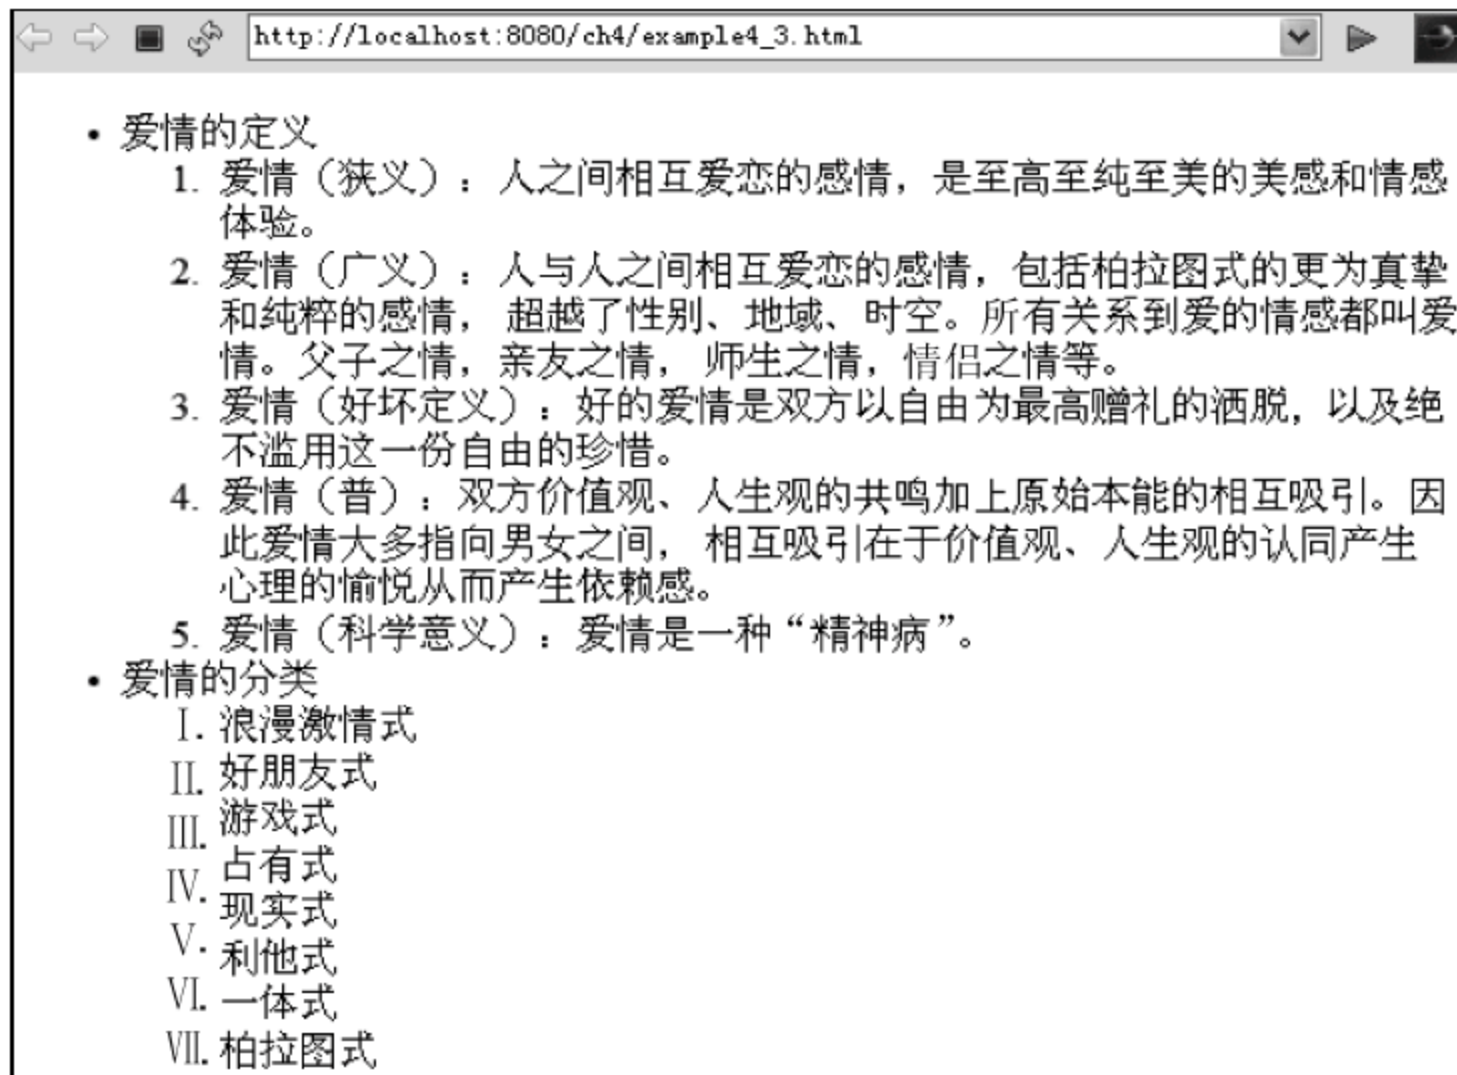 http://localhost:8080/ch4/example4_3.html
• 爱情的定义
1. 爱情（狭义）：人之间相互爱恋的感情，是至高至纯至美的美感和情感
体验。
2. 爱情（广义）：人与人之间相互爱恋的感情，包括柏拉图式的更为真挚
和纯粹的感情， 超越了性别、地域、时空。所有关系到爱的情感都叫爱
情。父子之情，亲友之情， 师生之情，情侣之情等。
3. 爱情（好坏定义）：好的爱情是双方以自由为最高赠礼的洒脱，以及绝
不滥用这一份自由的珍惜。
4. 爱情（普）：双方价值观、人生观的共鸣加上原始本能的相互吸引。因
此爱情大多指向男女之间， 相互吸引在于价值观、人生观的认同产生
心理的愉悦从而产生依赖感。
5. 爱情（科学意义）：爱情是一种“精神病”。
• 爱情的分类
I. 浪漫激情式
II. 好朋友式
III. 游戏式
IV. 占有式
现实式
V. 利他式
VI. 一体式
VII. 柏拉图式